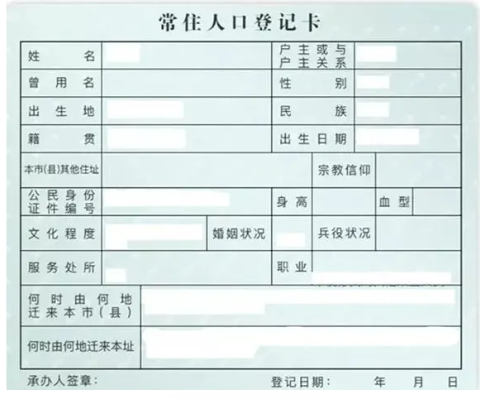 常住人口登记卡
姓名 户主或与户主关系
曾用名 性别
出生地 民族
籍贯 出生日期
本市(县)其他住址 宗教信仰
公民身份证件编号 身高 血型
文化程度 婚姻状况 兵役状况
服务处所 职业
何时由何地迁来本市(县)
何时由何地迁来本址
承办人签章： 登记日期： 年 月 日